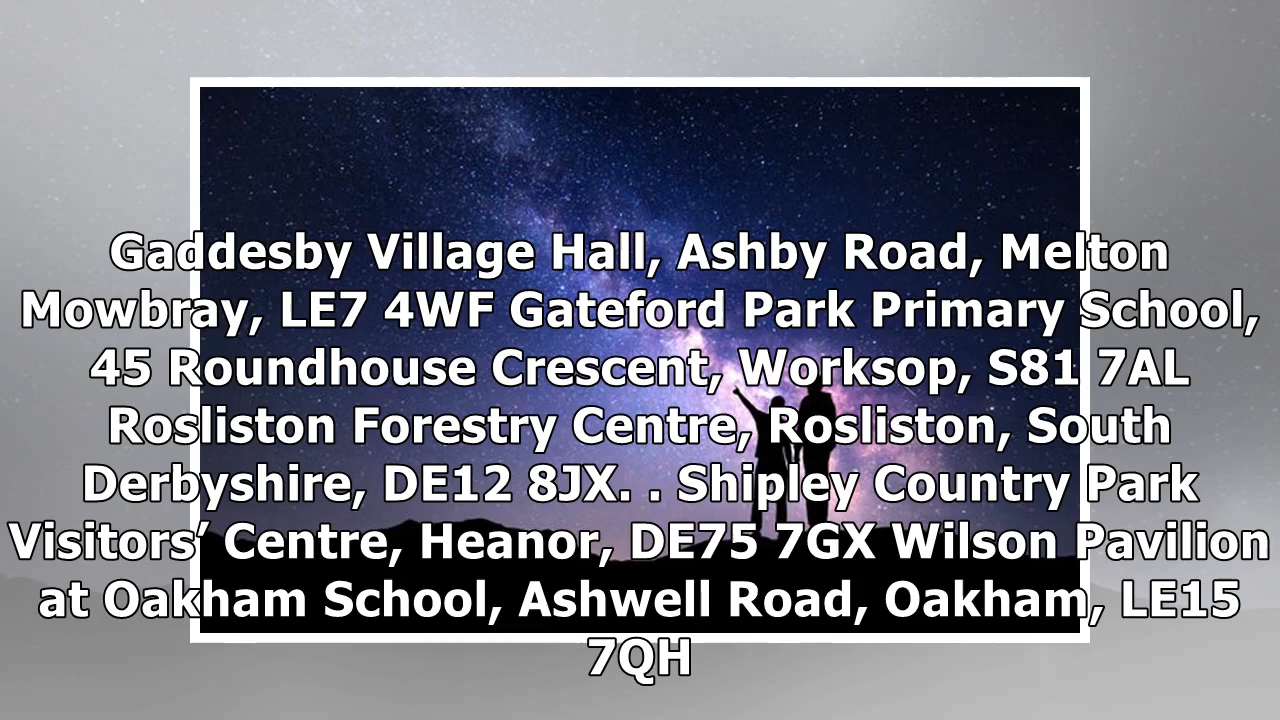 Gaddesby Village Hall, Ashby Road, Melton
Mowbray, LE7 4WF Gateford Park Primary School,
45 Roundhouse Crescent, Worksop, S81 7AL
Rosliston Forestry Centre, Rosliston, South
Derbyshire, DE12 8JX. . Shipley Country Park
Visitors’ Centre, Heanor, DE75 7GX Wilson Pavilion
at Oakham School, Ashwell Road, Oakham, LE15
7QH